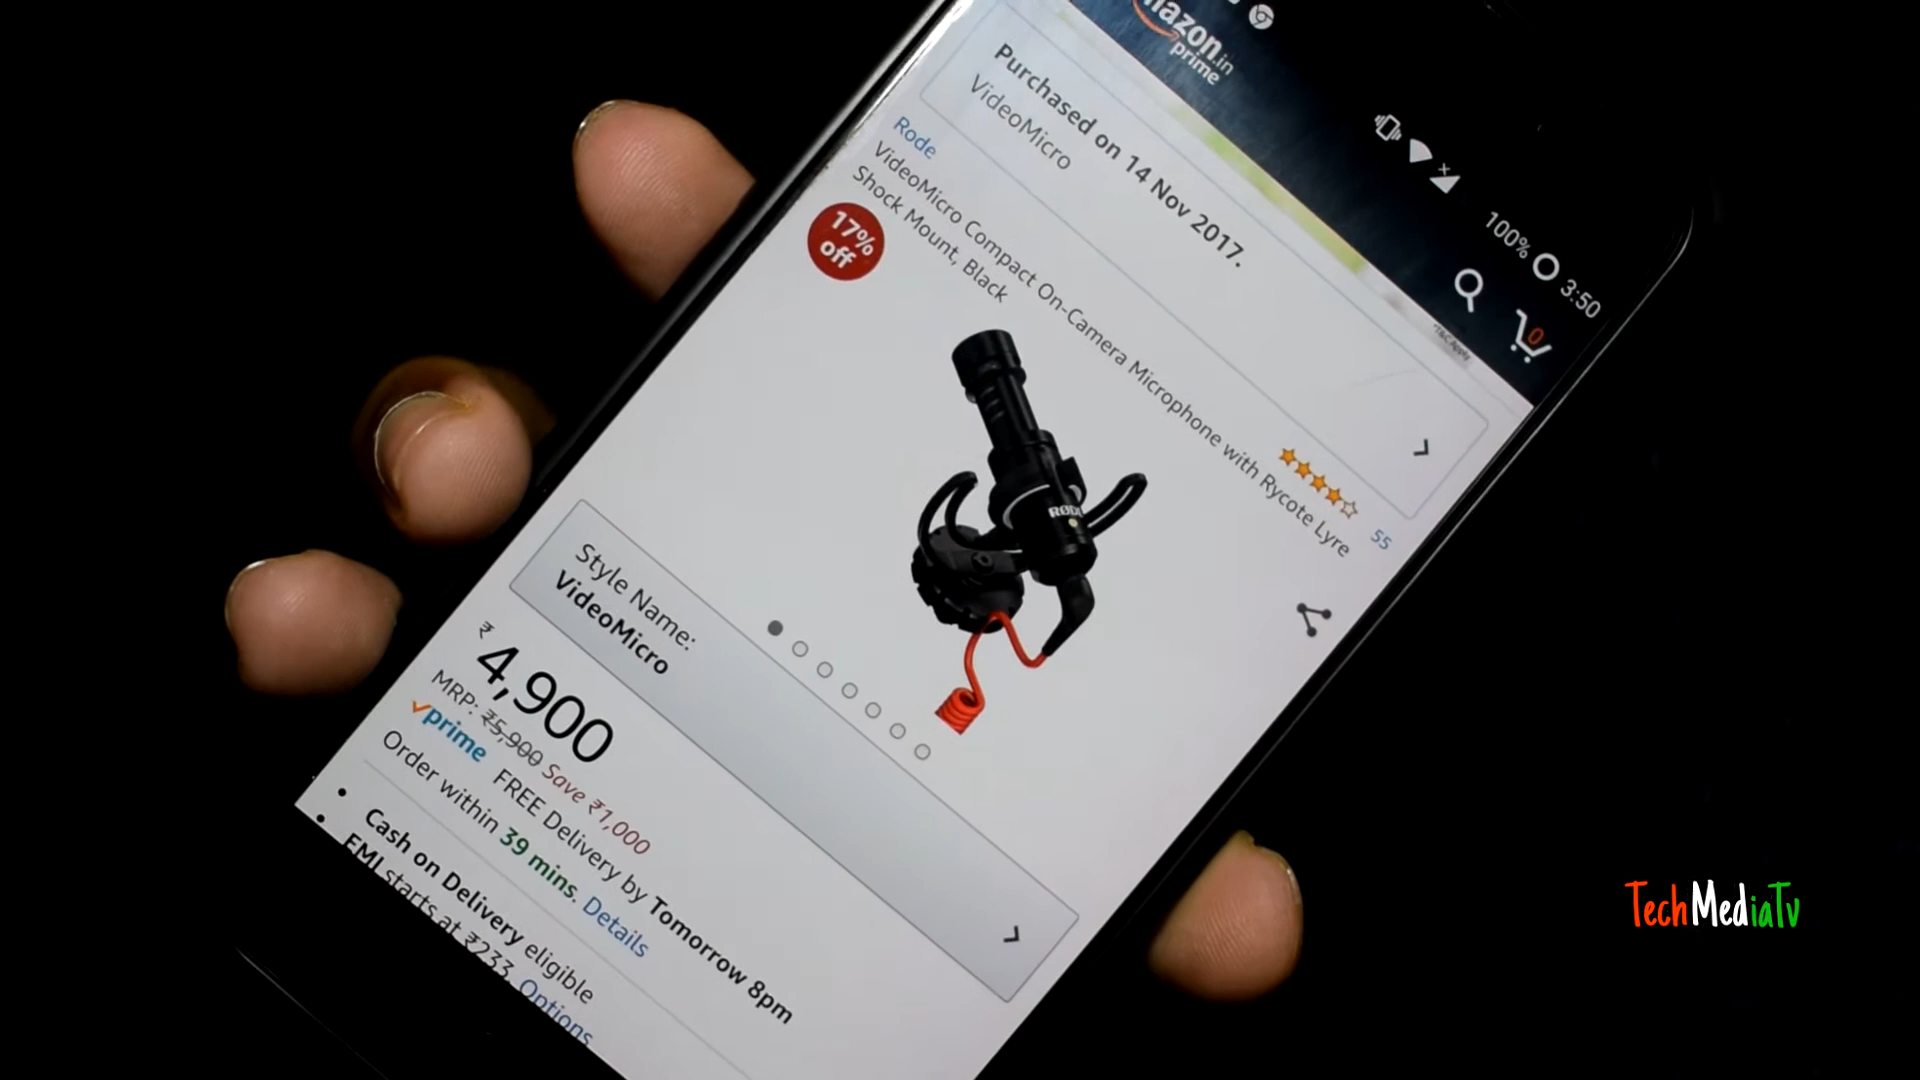 amazon.in
prime
100% 3:50
0
*T&C Apply
Purchased on 14 Nov 2017.
VideoMicro
Rode
55
VideoMicro Compact On-Camera Microphone with Rycote Lyre
Shock Mount, Black
17%
off
RØDE
Style Name:
VideoMicro
₹ 4,900
MRP: ₹5,900 Save ₹1,000
prime FREE Delivery by Tomorrow 8pm
Order within 39 mins. Details
Cash on Delivery eligible
EMI starts at ₹233. Options
TechMediaTv